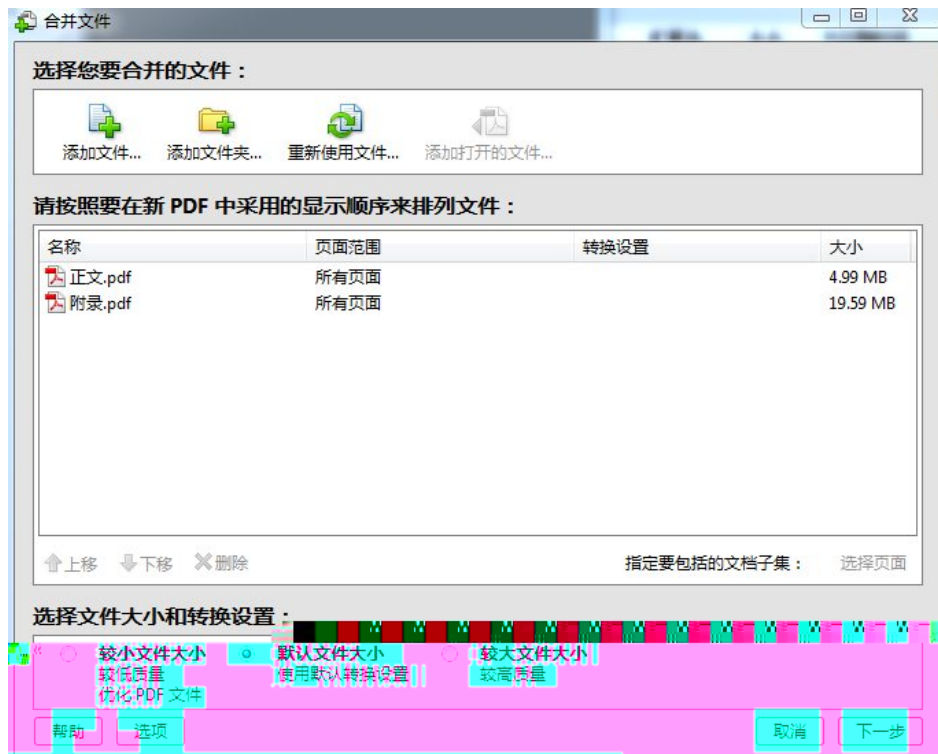 合并文件
选择您要合并的文件：
添加文件... 添加文件夹... 重新使用文件... 添加打开的文件...
请按照要在新 PDF 中采用的显示顺序来排列文件：
名称 页面范围 转换设置 大小
正文.pdf 所有页面 4.99 MB
附录.pdf 所有页面 19.59 MB
上移 下移 删除 指定要包括的文档子集： 选择页面
选择文件大小和转换设置：
较小文件大小 默认文件大小 较大文件大小
较低质量 使用默认转换设置 较高质量
优化 PDF 文件
帮助 选项 取消 下一步